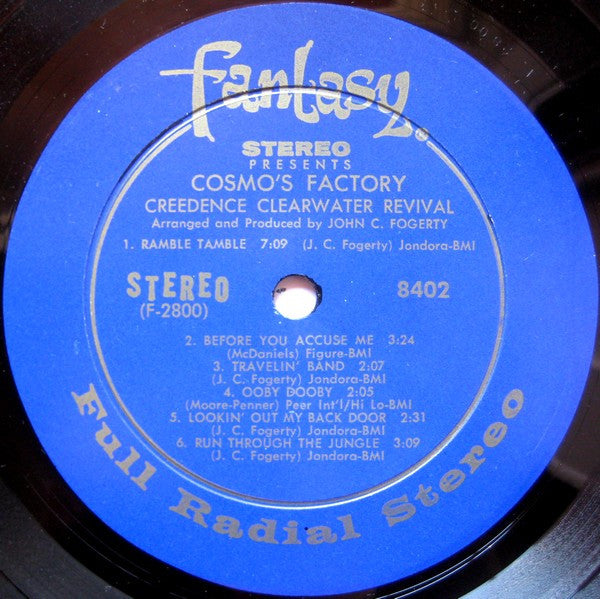 fantasy®
STEREO
PRESENTS
COSMO'S FACTORY
CREEDENCE CLEARWATER REVIVAL
Arranged and Produced by JOHN C. FOGERTY
1. RAMBLE TAMBLE 7:09 (J. C. Fogerty) Jondora-BMI
STEREO
(F-2800)
8402
2. BEFORE YOU ACCUSE ME 3:24
(McDaniels) Figure-BMI
3. TRAVELIN' BAND 2:07
(J. C. Fogerty) Jondora-BMI
4. OOBY DOOBY 2:05
(Moore-Penner) Peer Int'l/Hi Lo-BMI
5. LOOKIN' OUT MY BACK DOOR 2:31
(J. C. Fogerty) Jondora-BMI
6. RUN THROUGH THE JUNGLE 3:09
(J. C. Fogerty) Jondora-BMI
Full Radial Stereo